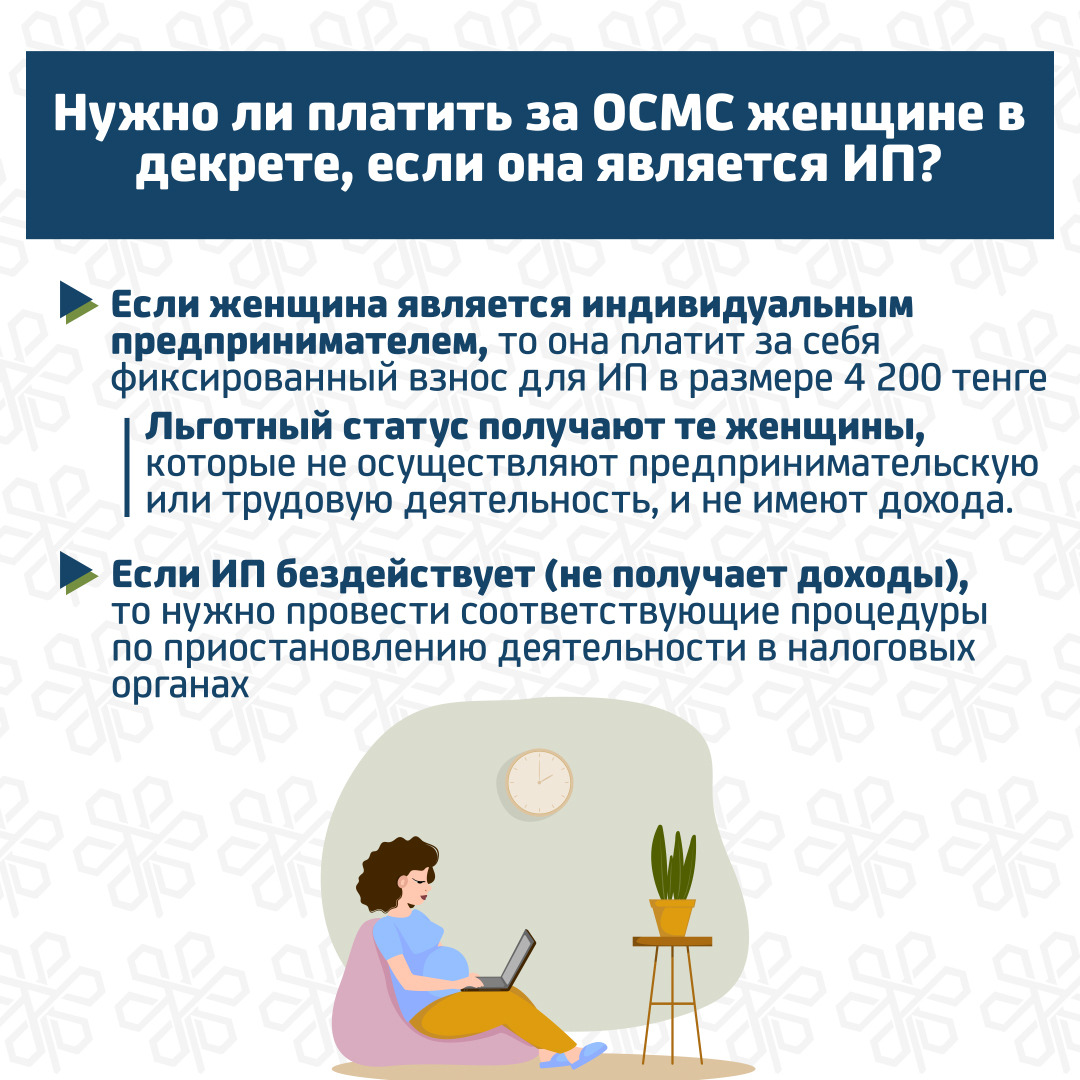 Нужно ли платить за ОСМС женщине в
декрете, если она является ИП?
Если женщина является индивидуальным
предпринимателем, то она платит за себя
фиксированный взнос для ИП в размере 4 200 тенге
Льготный статус получают те женщины,
которые не осуществляют предпринимательскую
или трудовую деятельность, и не имеют дохода.
Если ИП бездействует (не получает доходы),
то нужно провести соответствующие процедуры
по приостановлению деятельности в налоговых
органах